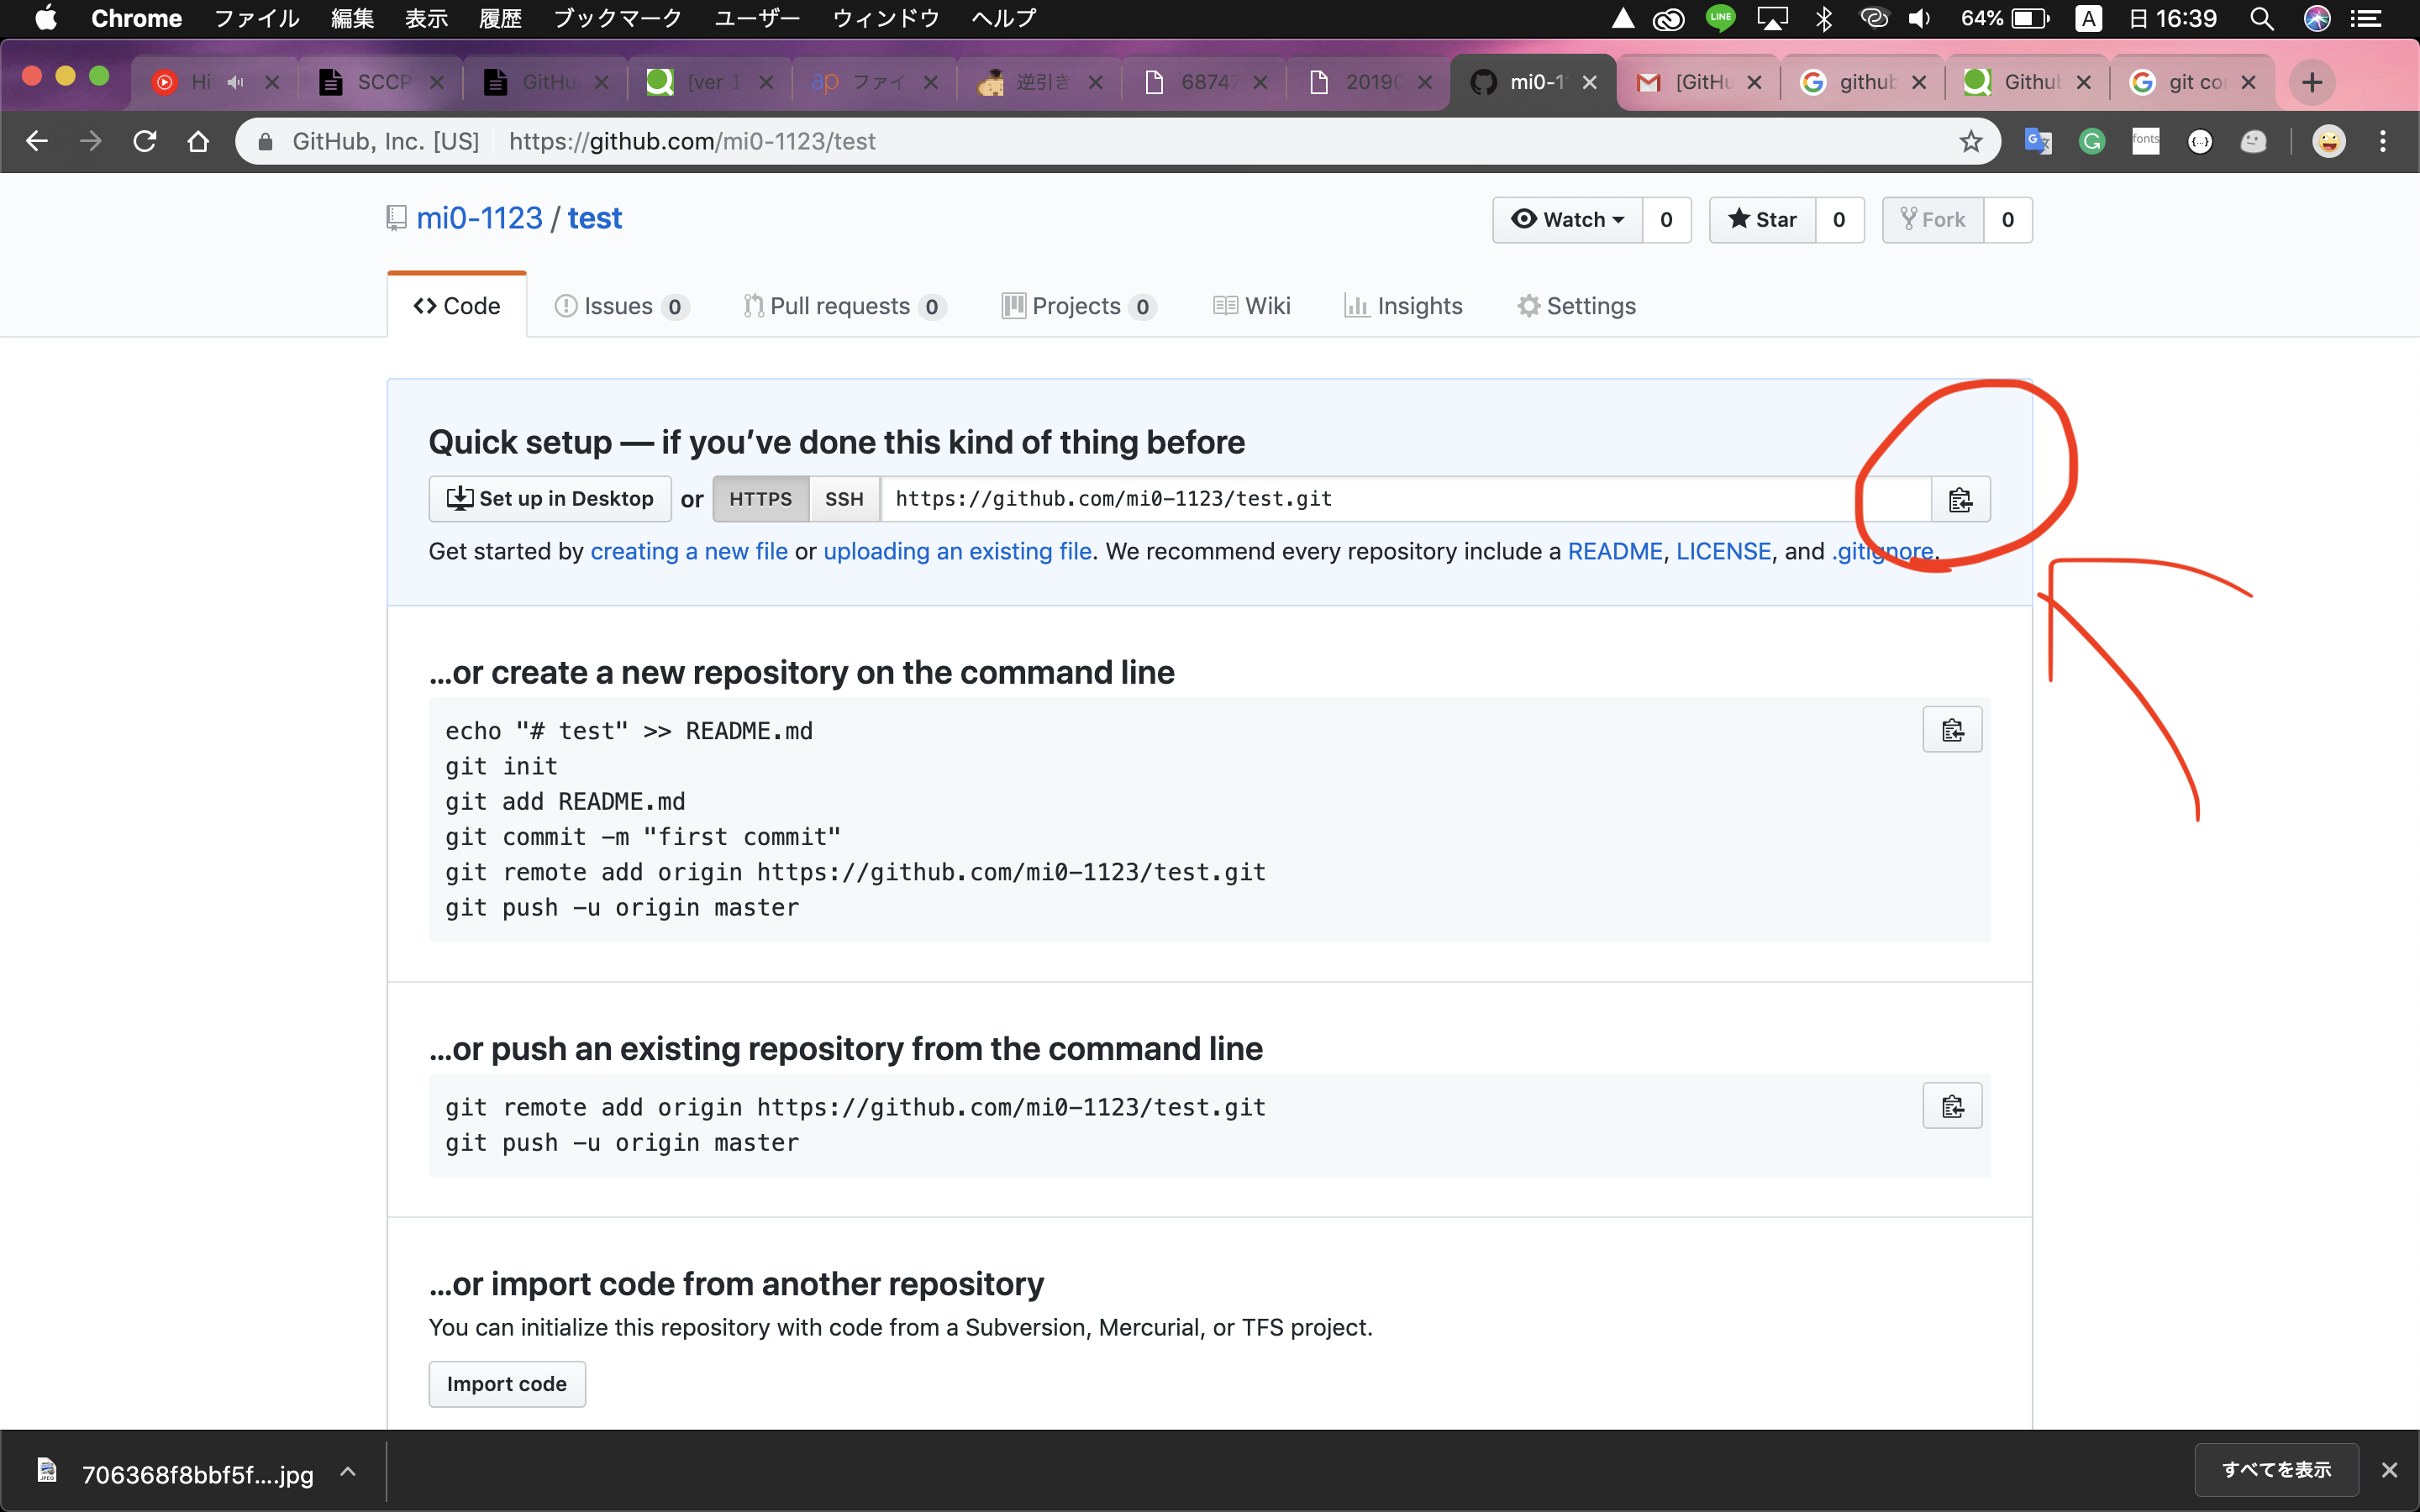 Chrome ファイル 編集 表示 履歴 ブックマーク ユーザー ウィンドウ ヘルプ LINE 64% A 日 16:39
Hi SCCP GitHu [ver 1 ap ファイ 逆引き 68747 2019 mi0-1 [GitHu github Github git co
GitHub, Inc. [US] https://github.com/mi0-1123/test fonts
mi0-1123 / test Watch 0 Star 0 Fork 0
Code Issues 0 Pull requests 0 Projects 0 Wiki Insights Settings
Quick setup — if you’ve done this kind of thing before
Set up in Desktop or HTTPS SSH https://github.com/mi0-1123/test.git
Get started by creating a new file or uploading an existing file. We recommend every repository include a README, LICENSE, and .gitignore.
…or create a new repository on the command line
echo "# test" >> README.md
git init
git add README.md
git commit -m "first commit"
git remote add origin https://github.com/mi0-1123/test.git
git push -u origin master
…or push an existing repository from the command line
git remote add origin https://github.com/mi0-1123/test.git
git push -u origin master
…or import code from another repository
You can initialize this repository with code from a Subversion, Mercurial, or TFS project.
Import code
706368f8bbf5f....jpg すべてを表示